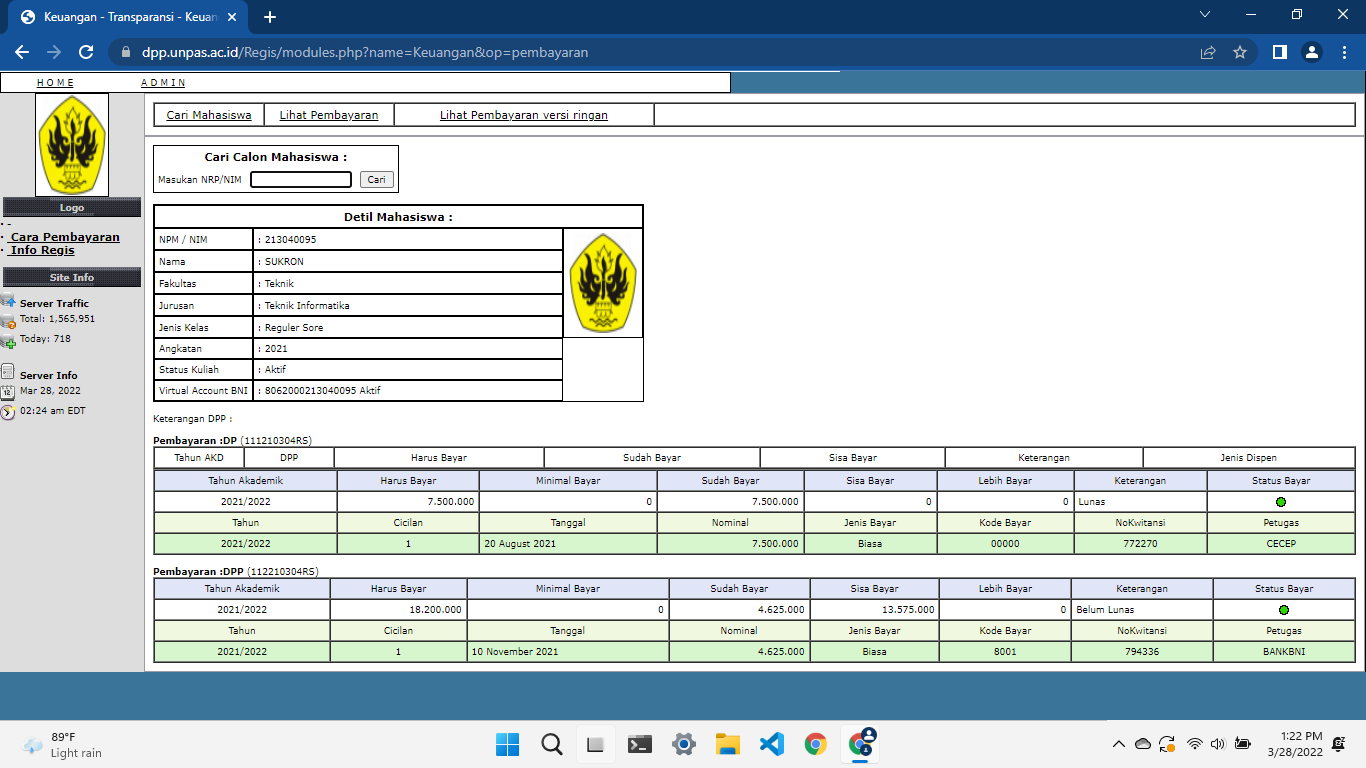 Keuangan - Transparansi - Keuan
dpp.unpas.ac.id/Regis/modules.php?name=Keuangan&op=pembayaran
HOME ADMIN
Cari Mahasiswa Lihat Pembayaran Lihat Pembayaran versi ringan
Logo
· -
· Cara Pembayaran
· Info Regis
Site Info
Server Traffic
Total: 1,565,951
Today: 718
Server Info
Mar 28, 2022
02:24 am EDT
Cari Calon Mahasiswa :
Masukan NRP/NIM Cari
Detil Mahasiswa :
NPM / NIM : 213040095
Nama : SUKRON
Fakultas : Teknik
Jurusan : Teknik Informatika
Jenis Kelas : Reguler Sore
Angkatan : 2021
Status Kuliah : Aktif
Virtual Account BNI : 8062000213040095 Aktif
Keterangan DPP :
Pembayaran :DP (111210304RS)
Tahun AKD DPP Harus Bayar Sudah Bayar Sisa Bayar Keterangan Jenis Dispen
Tahun Akademik Harus Bayar Minimal Bayar Sudah Bayar Sisa Bayar Lebih Bayar Keterangan Status Bayar
2021/2022 7.500.000 0 7.500.000 0 0 Lunas
Tahun Cicilan Tanggal Nominal Jenis Bayar Kode Bayar NoKwitansi Petugas
2021/2022 1 20 August 2021 7.500.000 Biasa 00000 772270 CECEP
Pembayaran :DPP (112210304RS)
Tahun Akademik Harus Bayar Minimal Bayar Sudah Bayar Sisa Bayar Lebih Bayar Keterangan Status Bayar
2021/2022 18.200.000 0 4.625.000 13.575.000 0 Belum Lunas
Tahun Cicilan Tanggal Nominal Jenis Bayar Kode Bayar NoKwitansi Petugas
2021/2022 1 10 November 2021 4.625.000 Biasa 8001 794336 BANKBNI
89°F
Light rain
1:22 PM
3/28/2022